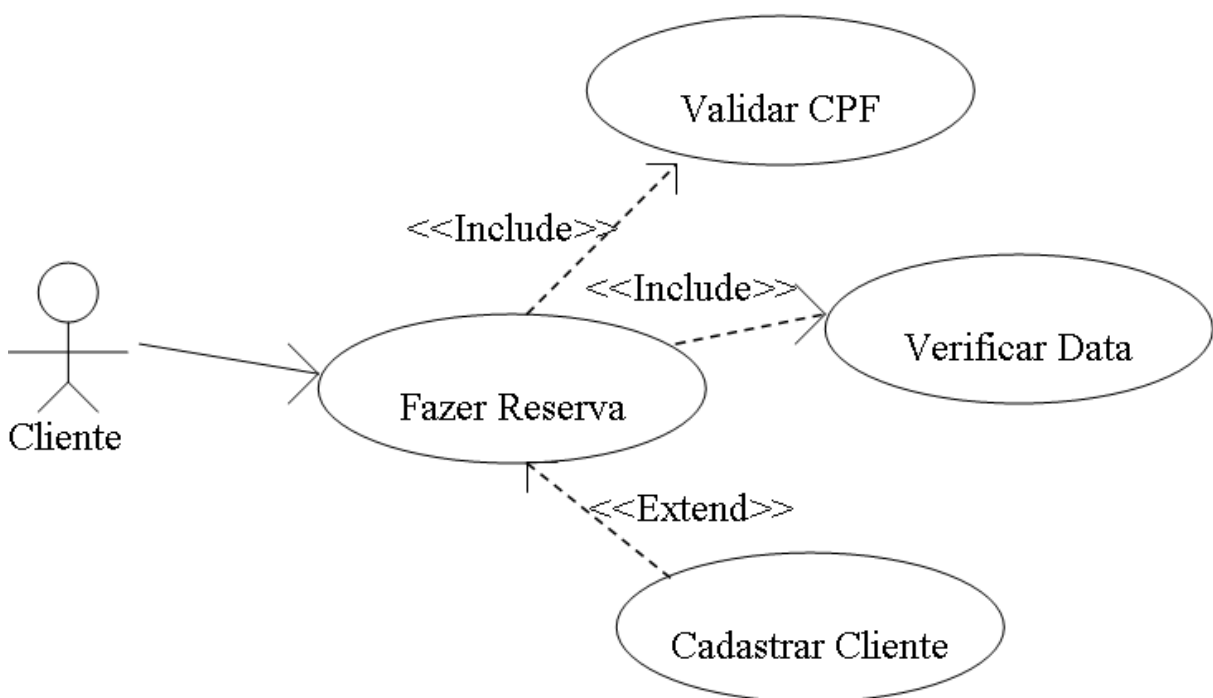 Validar CPF
<<Include>>
<<Include>>
Verificar Data
Fazer Reserva
Cliente
<<Extend>>
Cadastrar Cliente